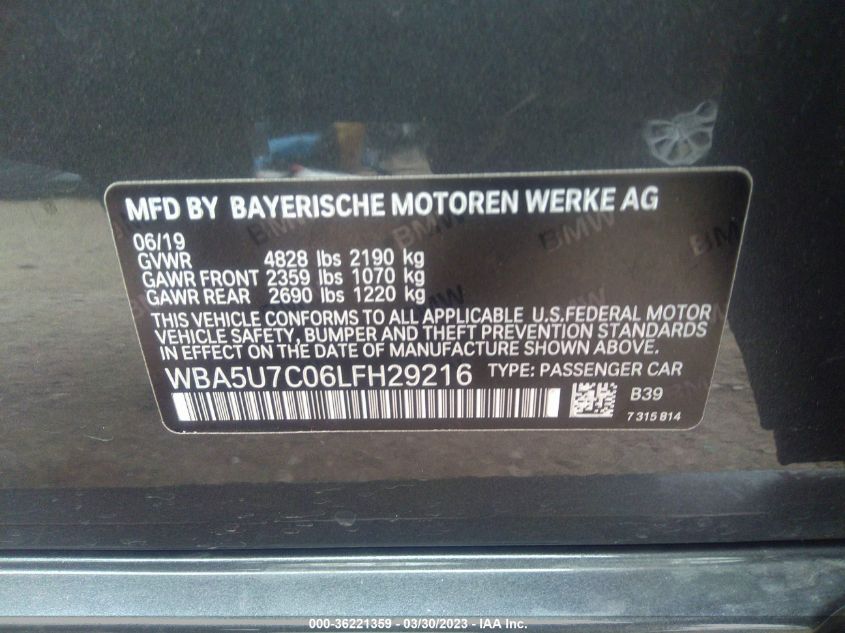 MFD BY BAYERISCHE MOTOREN WERKE AG
06/19
GVWR 4828 lbs 2190 kg
GAWR FRONT 2359 lbs 1070 kg
GAWR REAR 2690 lbs 1220 kg
THIS VEHICLE CONFORMS TO ALL APPLICABLE U.S.FEDERAL MOTOR
VEHICLE SAFETY, BUMPER AND THEFT PREVENTION STANDARDS
IN EFFECT ON THE DATE OF MANUFACTURE SHOWN ABOVE.
WBA5U7C06LFH29216 TYPE: PASSENGER CAR
B39
7 315 814
000-36221359 - 03/30/2023 - IAA Inc.